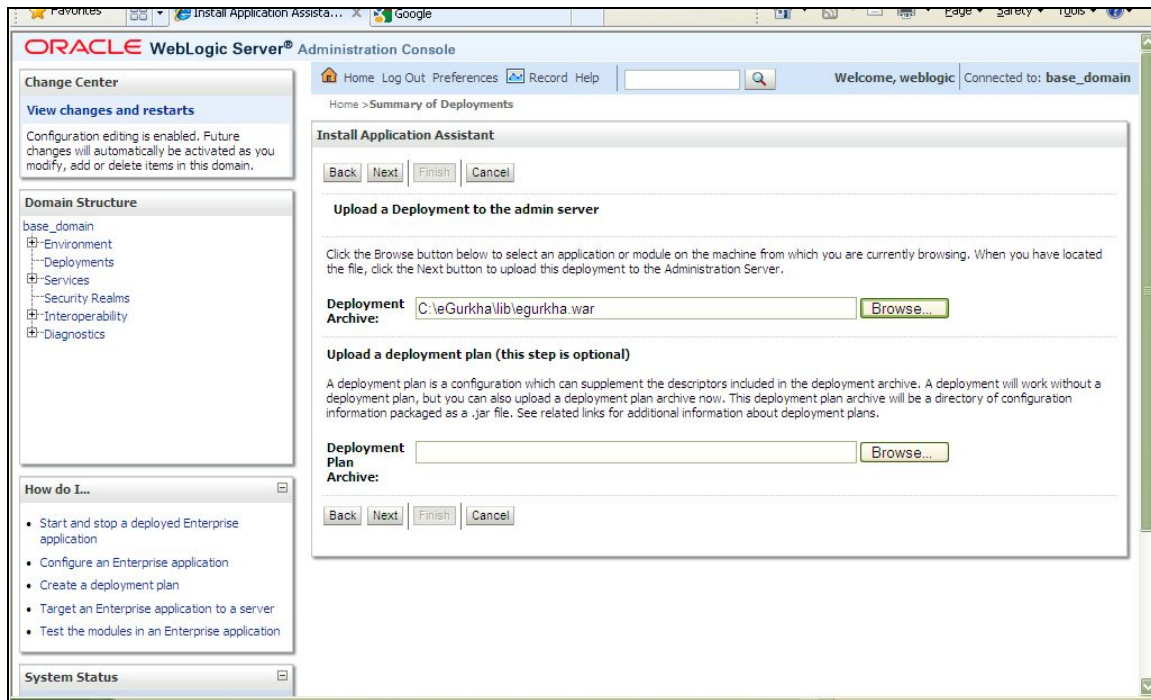 Favorites
Install Application Assista...
X
Google
Page
Safety
Tools
ORACLE WebLogic Server® Administration Console
Change Center
View changes and restarts
Configuration editing is enabled. Future
changes will automatically be activated as you
modify, add or delete items in this domain.
Domain Structure
base_domain
Environment
Deployments
Services
Security Realms
Interoperability
Diagnostics
How do I...
Start and stop a deployed Enterprise
application
Configure an Enterprise application
Create a deployment plan
Target an Enterprise application to a server
Test the modules in an Enterprise application
System Status
Home Log Out Preferences Record Help
Welcome, weblogic Connected to: base_domain
Home >Summary of Deployments
Install Application Assistant
Back Next Finish Cancel
Upload a Deployment to the admin server
Click the Browse button below to select an application or module on the machine from which you are currently browsing. When you have located
the file, click the Next button to upload this deployment to the Administration Server.
Deployment
Archive:
C:\eGurkha\lib\egurkha.war
Browse...
Upload a deployment plan (this step is optional)
A deployment plan is a configuration which can supplement the descriptors included in the deployment archive. A deployment will work without a
deployment plan, but you can also upload a deployment plan archive now. This deployment plan archive will be a directory of configuration
information packaged as a .jar file. See related links for additional information about deployment plans.
Deployment
Plan
Archive:
Browse...
Back Next Finish Cancel